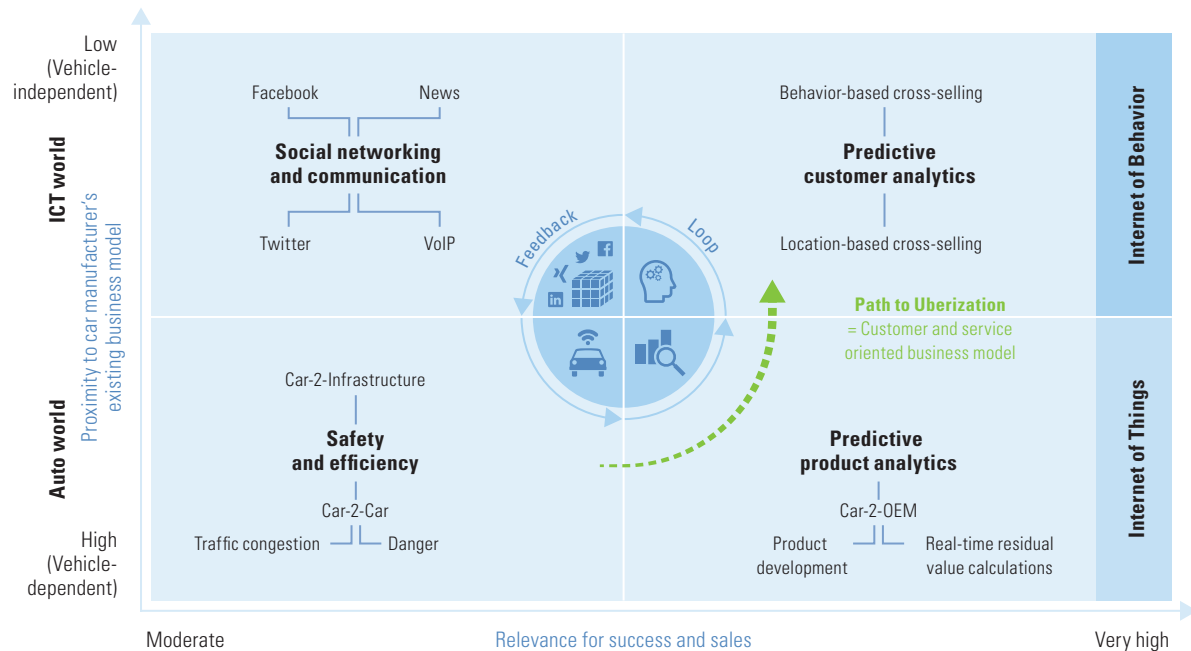 Low
(Vehicle-
independent)
ICT world
Proximity to car manufacturer's
existing business model
Auto world
High
(Vehicle-
dependent)
Facebook
News
Social networking
and communication
Twitter
VoIP
Behavior-based cross-selling
Predictive
customer analytics
Location-based cross-selling
Internet of Behavior
Feedback
Loop
in
Path to Uberization
= Customer and service
oriented business model
Car-2-Infrastructure
Safety
and efficiency
Car-2-Car
Traffic congestion
Danger
Predictive
product analytics
Car-2-OEM
Product
development
Real-time residual
value calculations
Internet of Things
Moderate
Relevance for success and sales
Very high